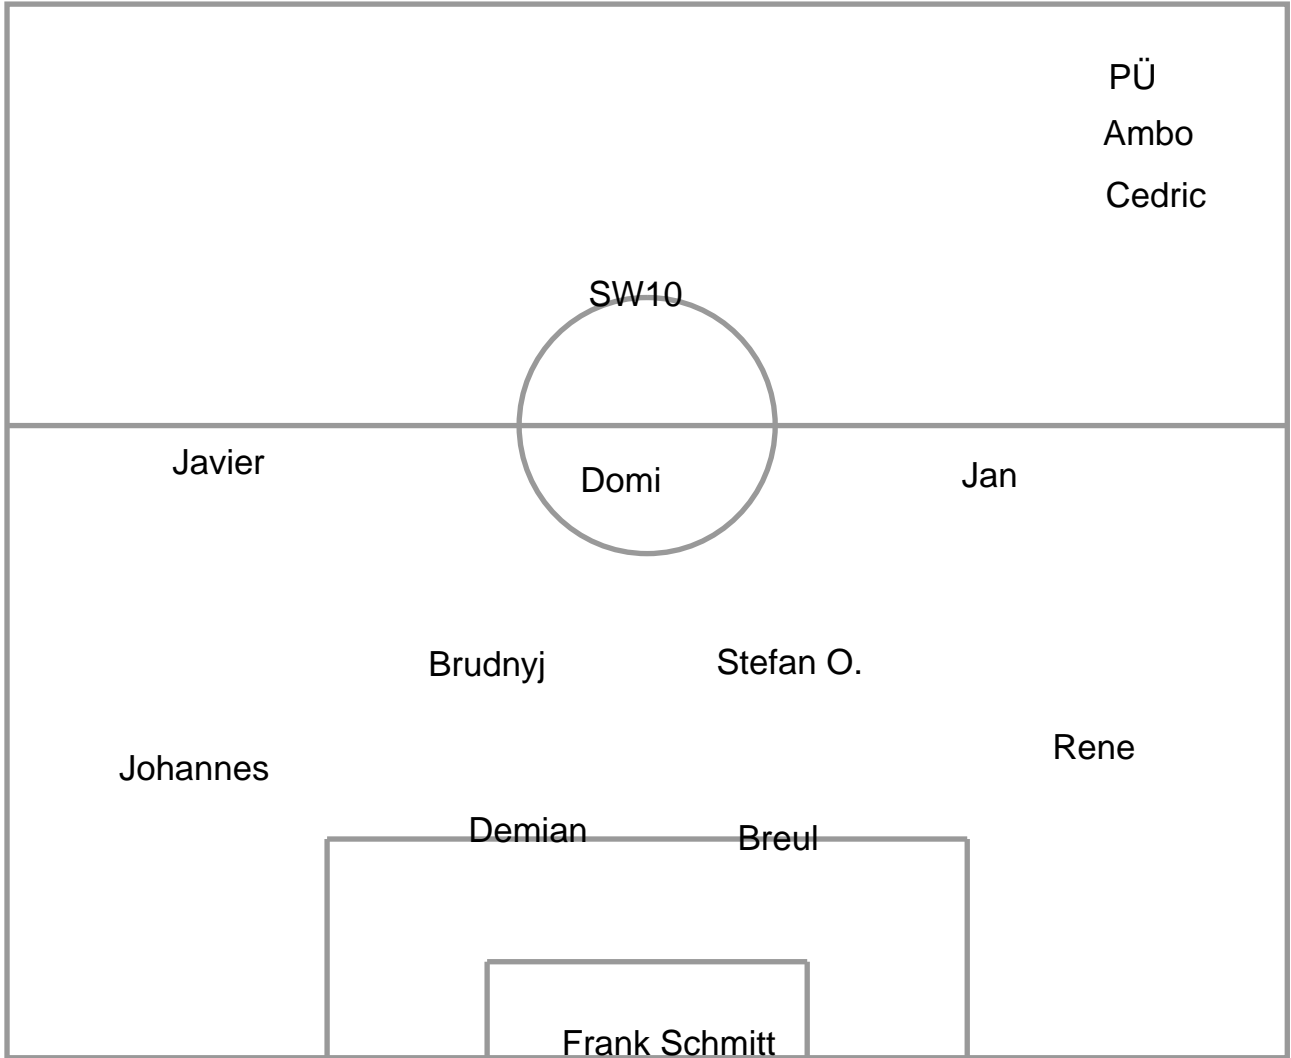 PÜ
Ambo
Cedric
SW10
Javier
Domi
Jan
Brudnyj
Stefan O.
Johannes
Rene
Demian
Breul
Frank Schmitt